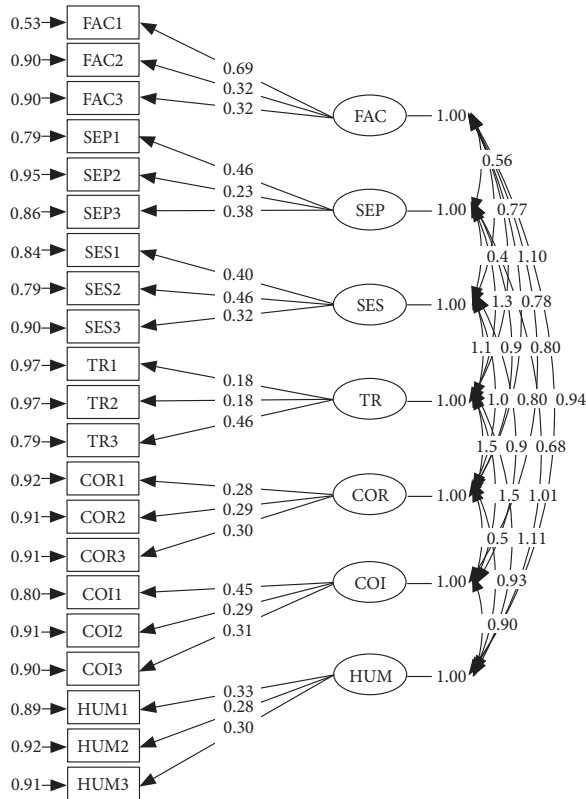 0.53 FAC1
0.90 FAC2
0.90 FAC3
0.79 SEP1
0.95 SEP2
0.86 SEP3
0.84 SES1
0.79 SES2
0.90 SES3
0.97 TR1
0.97 TR2
0.79 TR3
0.92 COR1
0.91 COR2
0.91 COR3
0.80 COI1
0.91 COI2
0.90 COI3
0.89 HUM1
0.92 HUM2
0.91 HUM3
0.69
0.32
0.32
0.46
0.23
0.38
0.40
0.46
0.32
0.18
0.18
0.46
0.28
0.29
0.30
0.45
0.29
0.31
0.33
0.28
0.30
FAC 1.00
SEP 1.00
SES 1.00
TR 1.00
COR 1.00
COI 1.00
HUM 1.00
0.56
0.77
0.4 1.10
1.3 0.78
1.1 0.9 0.80
1.0 0.80 0.94
1.5 0.9 0.68
1.5 1.01
0.5 1.11
0.93
0.90